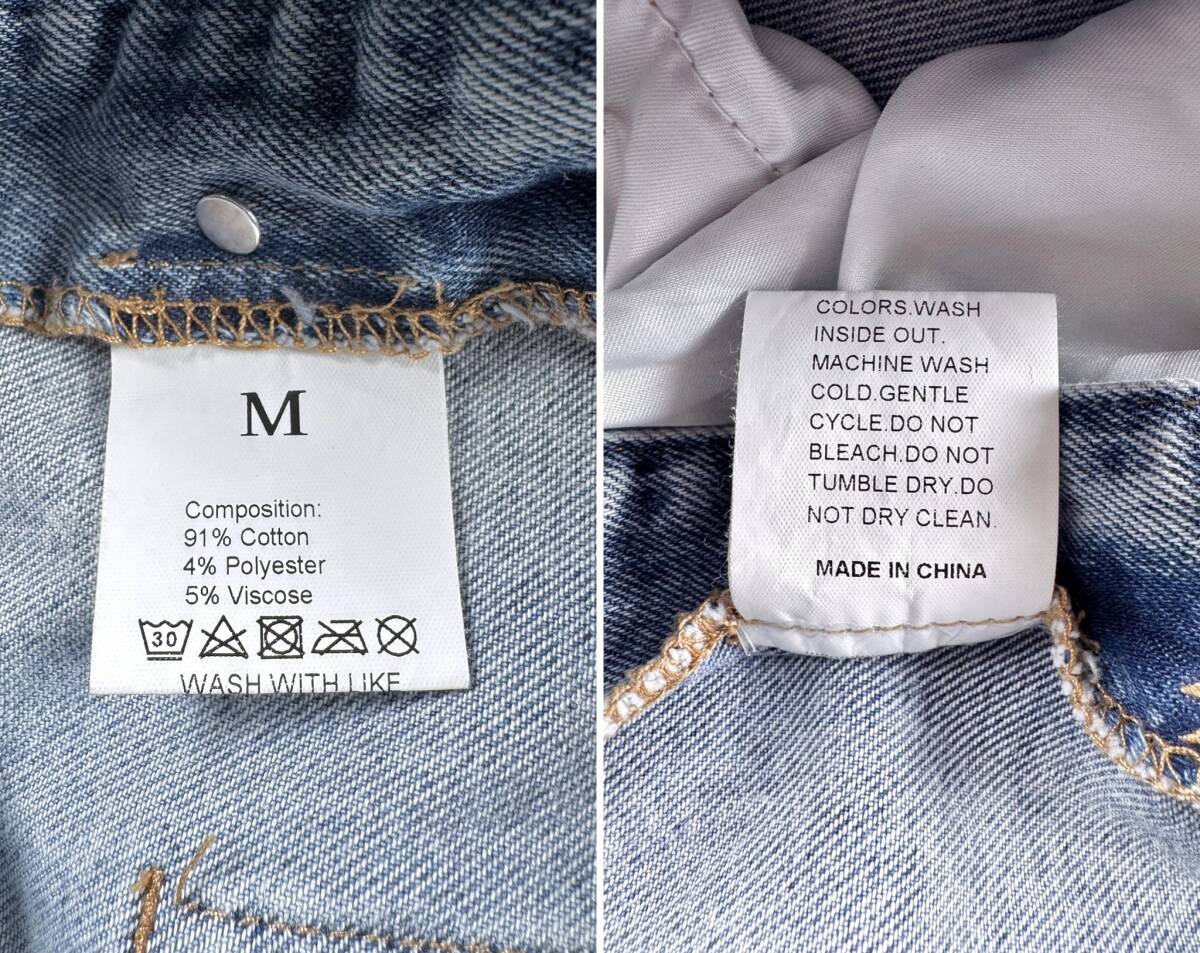 M
Composition:
91% Cotton
4% Polyester
5% Viscose
30
WASH WITH LIKE
COLORS.WASH
INSIDE OUT.
MACHINE WASH
COLD.GENTLE
CYCLE.DO NOT
BLEACH.DO NOT
TUMBLE DRY.DO
NOT DRY CLEAN.
MADE IN CHINA